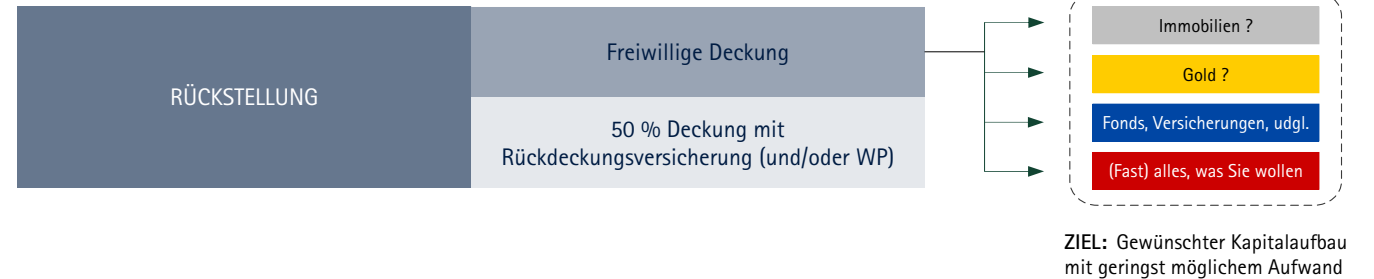 RÜCKSTELLUNG
Freiwillige Deckung
50 % Deckung mit
Rückdeckungsversicherung (und/oder WP)
Immobilien ?
Gold ?
Fonds, Versicherungen, udgl.
(Fast) alles, was Sie wollen
ZIEL: Gewünschter Kapitalaufbau
mit geringst möglichem Aufwand